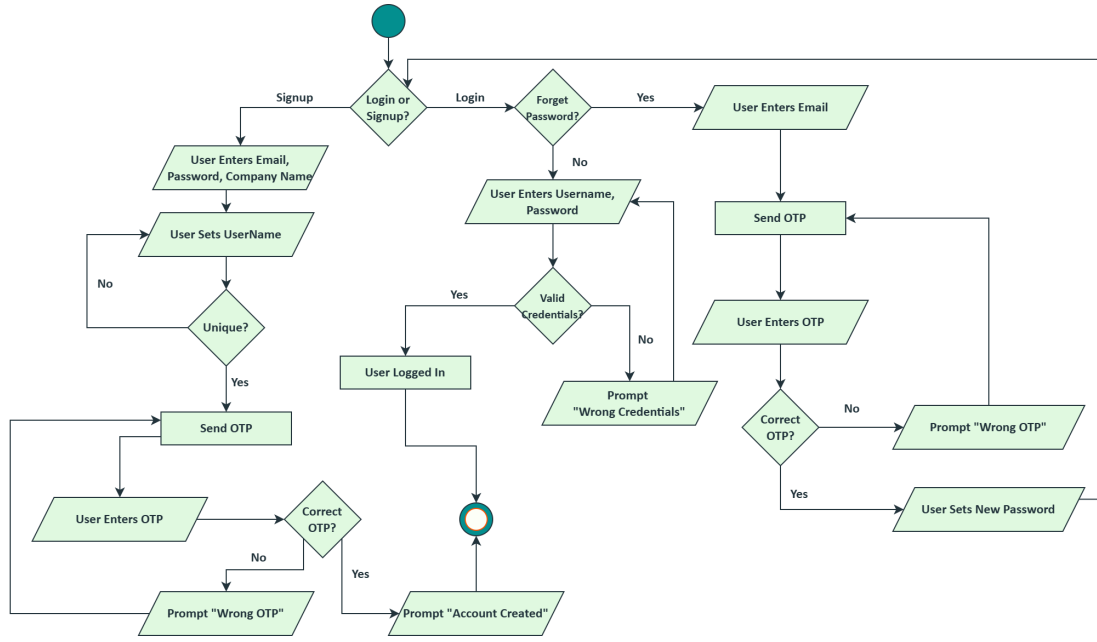 Signup
Login or
Signup?
Login
Forget
Password?
Yes
User Enters Email
User Enters Email,
Password, Company Name
No
User Enters Username,
Password
Send OTP
User Sets UserName
No
Unique?
Yes
Valid
Credentials?
No
User Enters OTP
User Logged In
Yes
Prompt
"Wrong Credentials"
Send OTP
Correct
OTP?
No
Prompt "Wrong OTP"
Yes
User Sets New Password
User Enters OTP
Correct
OTP?
No
Yes
Prompt "Wrong OTP"
Prompt "Account Created"